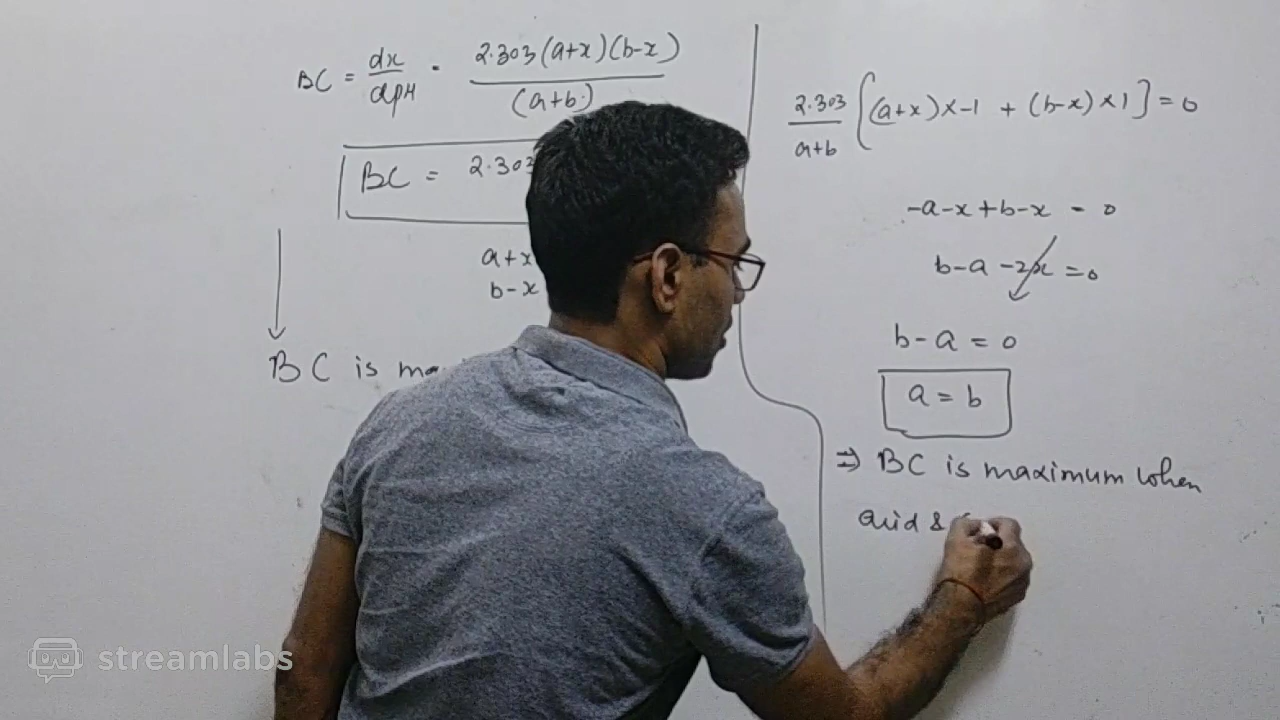 BC = dx/dpH = 2.303(a+x)(b-x)/(a+b)
BC = 2.303
a+x
b-x
BC is ma
2.303/a+b [(a+x)×-1 + (b-x)×1] = 0
-a-x+b-x = 0
b-a-2x = 0
b-a = 0
a = b
⇒ BC is maximum when
acid &
streamlabs